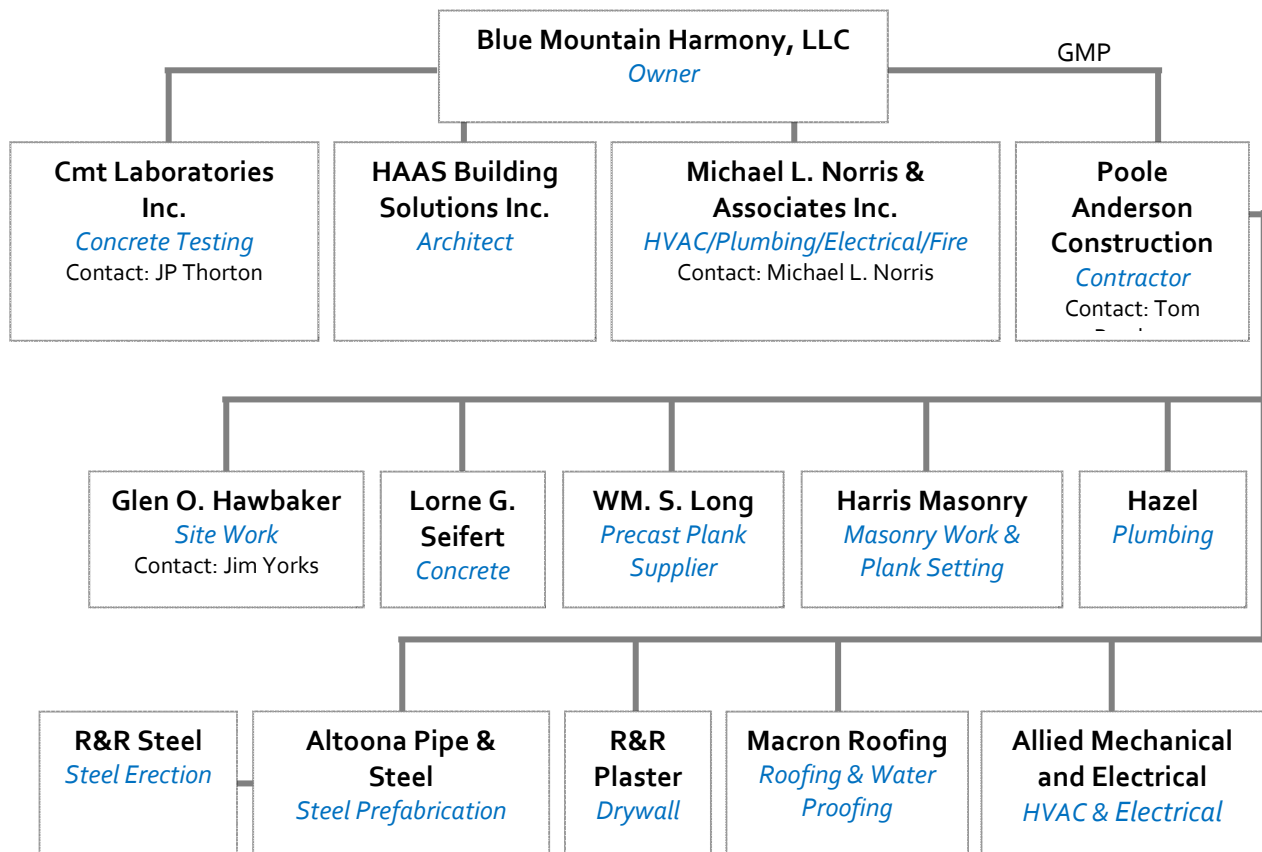 Blue Mountain Harmony, LLC
Owner
GMP
Cmt Laboratories
Inc.
Concrete Testing
Contact: JP Thorton
HAAS Building
Solutions Inc.
Architect
Michael L. Norris &
Associates Inc.
HVAC/Plumbing/Electrical/Fire
Contact: Michael L. Norris
Poole
Anderson
Construction
Contractor
Contact: Tom
Glen O. Hawbaker
Site Work
Contact: Jim Yorks
Lorne G.
Seifert
Concrete
WM. S. Long
Precast Plank
Supplier
Harris Masonry
Masonry Work &
Plank Setting
Hazel
Plumbing
R&R Steel
Steel Erection
Altoona Pipe &
Steel
Steel Prefabrication
R&R
Plaster
Drywall
Macron Roofing
Roofing & Water
Proofing
Allied Mechanical
and Electrical
HVAC & Electrical